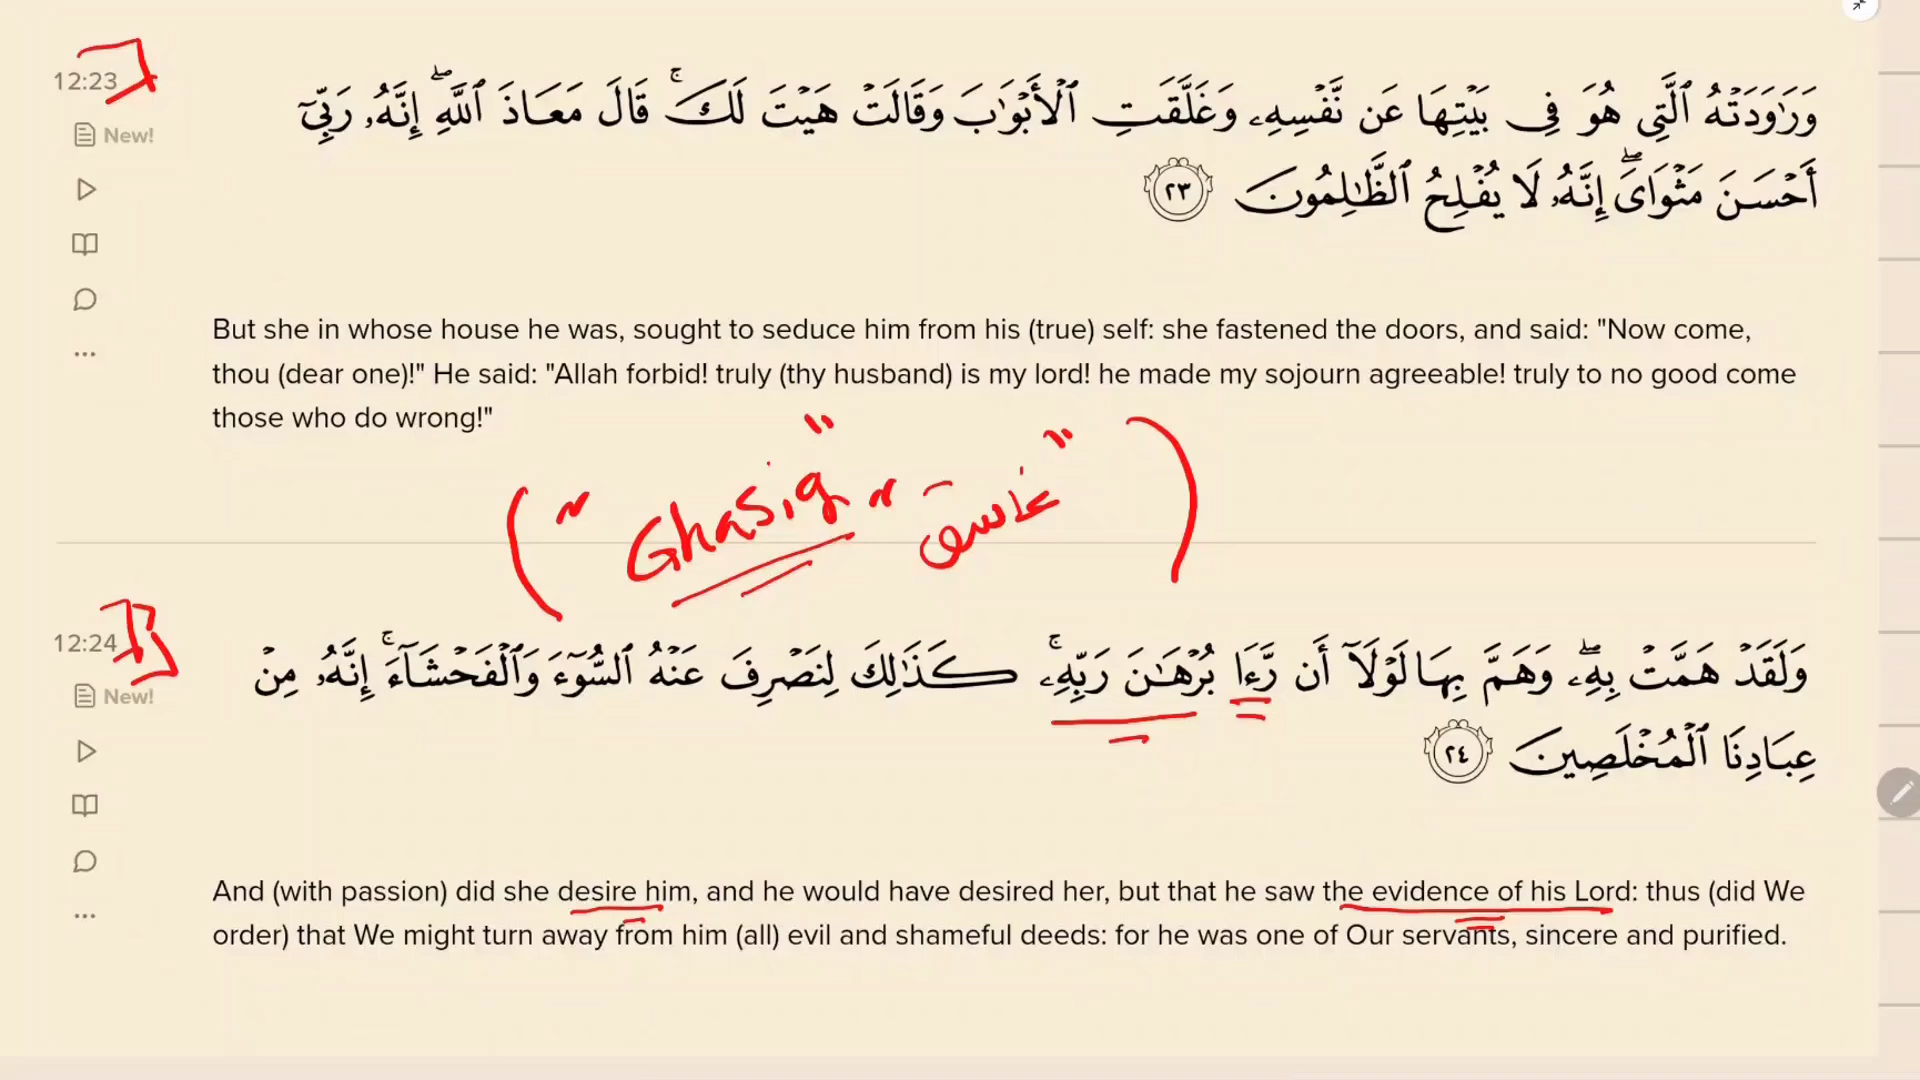 12:23
New!
وَرَٰوَدَتْهُ ٱلَّتِى هُوَ فِى بَيْتِهَا عَن نَّفْسِهِۦ وَغَلَّقَتِ ٱلْأَبْوَٰبَ وَقَالَتْ هَيْتَ لَكَ ۚ قَالَ مَعَاذَ ٱللَّهِ ۖ إِنَّهُۥ رَبِّىٓ
أَحْسَنَ مَثْوَاىَ ۖ إِنَّهُۥ لَا يُفْلِحُ ٱلظَّـٰلِمُونَ ٢٣
But she in whose house he was, sought to seduce him from his (true) self: she fastened the doors, and said: "Now come,
thou (dear one)!" He said: "Allah forbid! truly (thy husband) is my lord! he made my sojourn agreeable! truly to no good come
those who do wrong!"
( " Ghasiq " " غاسق " )
12:24
New!
وَلَقَدْ هَمَّتْ بِهِۦ ۖ وَهَمَّ بِهَا لَوْلَآ أَن رَّءَا بُرْهَـٰنَ رَبِّهِۦ ۚ كَذَٰلِكَ لِنَصْرِفَ عَنْهُ ٱلسُّوٓءَ وَٱلْفَحْشَآءَ ۚ إِنَّهُۥ مِنْ
عِبَادِنَا ٱلْمُخْلَصِينَ ٢٤
And (with passion) did she desire him, and he would have desired her, but that he saw the evidence of his Lord: thus (did We
order) that We might turn away from him (all) evil and shameful deeds: for he was one of Our servants, sincere and purified.